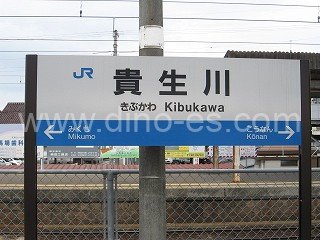 JR
貴生川
きぶかわ Kibukawa
www.dino-es.com
みくも こうなん
Mikumo Kōnan